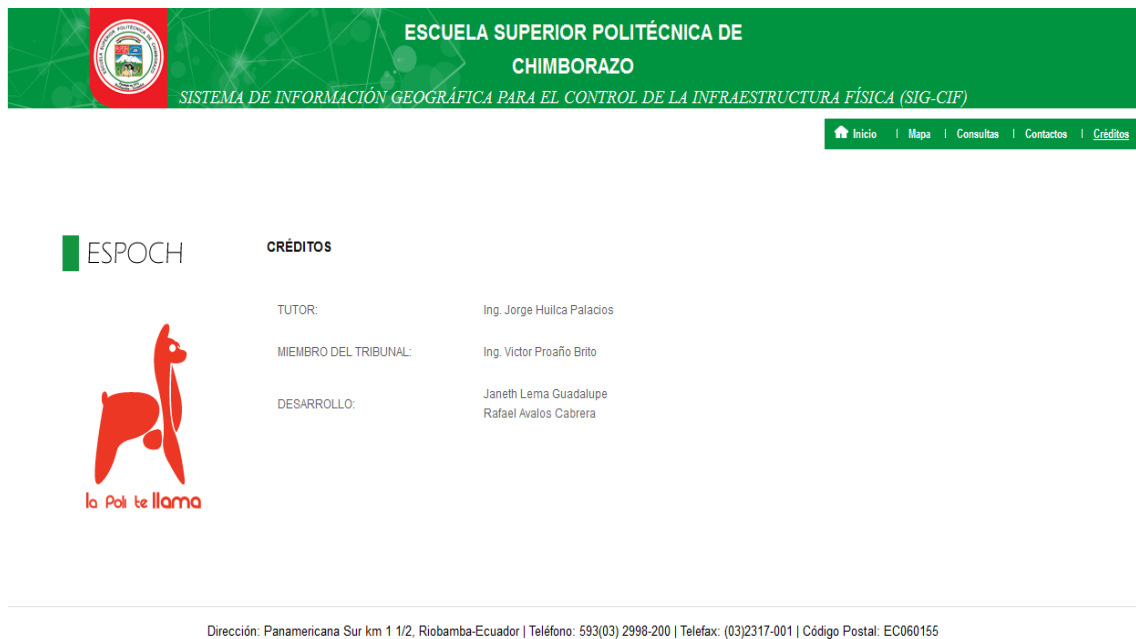 ESCUELA SUPERIOR POLITÉCNICA DE
CHIMBORAZO
SISTEMA DE INFORMACIÓN GEOGRÁFICA PARA EL CONTROL DE LA INFRAESTRUCTURA FÍSICA (SIG-CIF)
Inicio | Mapa | Consultas | Contactos | Créditos
ESPOCH
CRÉDITOS
TUTOR: Ing. Jorge Huilca Palacios
MIEMBRO DEL TRIBUNAL: Ing. Victor Proaño Brito
DESARROLLO: Janeth Lema Guadalupe
Rafael Avalos Cabrera
la Poli te llama
Dirección: Panamericana Sur km 1 1/2, Riobamba-Ecuador | Teléfono: 593(03) 2998-200 | Telefax: (03)2317-001 | Código Postal: EC060155